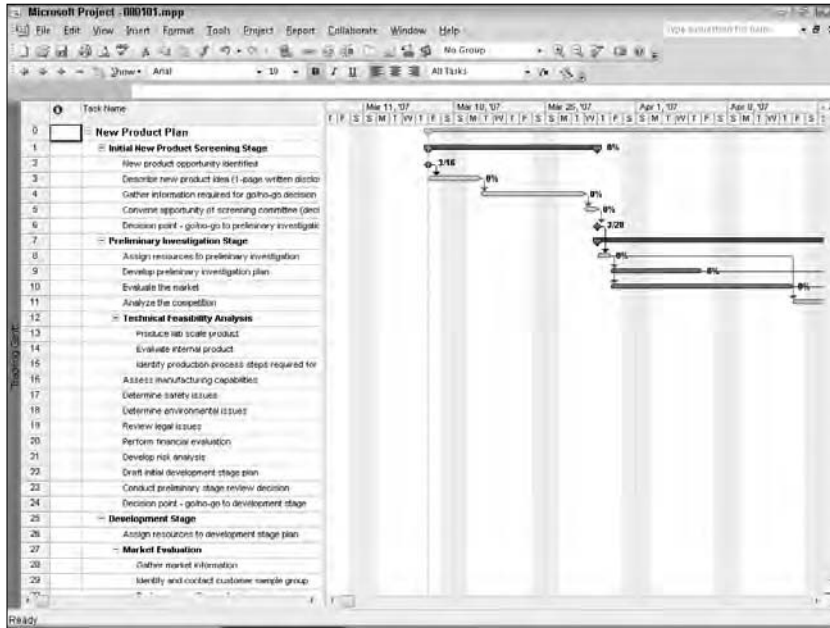 Microsoft Project - 000101.mpp
File Edit View Insert Format Tools Project Report Collaborate Window Help
No Group
Show Arial 10 B I U All Tasks
Task Name
Mar 11, '07 Mar 18, '07 Mar 25, '07 Apr 1, '07 Apr 8, '07
T F S S M T W T F S S M T W T F S S M T W T F S S M T W T F S S M T W T F S
0 New Product Plan
1 Initial New Product Screening Stage 0%
2 New product opportunity identified 3/16
3 Describe new product idea (1-page written disclo 0%
4 Gather information required for go/no-go decision 0%
5 Convene opportunity of screening committee (deci 0%
6 Decision point - go/no-go to preliminary investigatic
7 Preliminary Investigation Stage
8 Assign resources to preliminary investigation 0%
9 Develop preliminary investigation plan 0%
10 Evaluate the market 0%
11 Analyze the competition
12 Technical Feasibility Analysis
13 Produce lab scale product
14 Evaluate internal product
15 Identify production process steps required for
16 Assess manufacturing capabilities
17 Determine safety issues
18 Determine environmental issues
19 Review legal issues
20 Perform financial evaluation
21 Develop risk analysis
22 Draft initial development stage plan
23 Conduct preliminary stage review decision
24 Decision point - go/no-go to development stage
25 Development Stage
26 Assign resources to development stage plan
27 Market Evaluation
28 Gather market information
29 Identify and contact customer sample group
Tracking Gantt
Ready